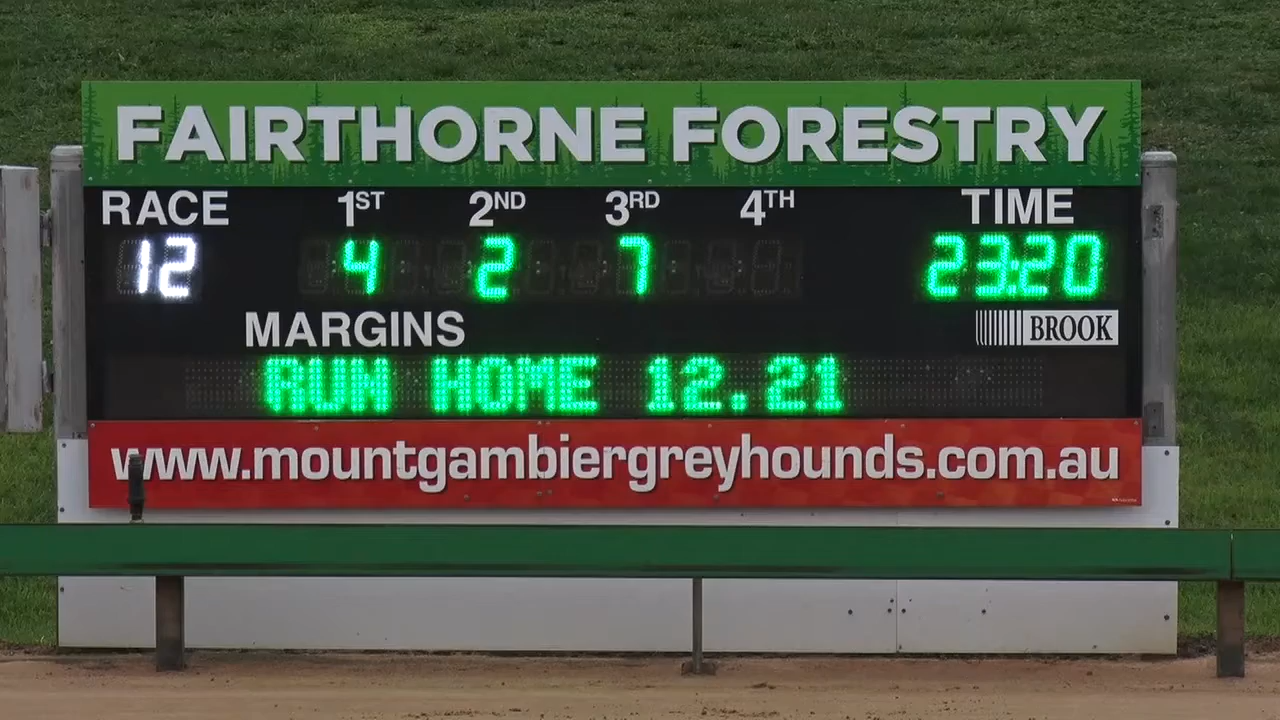 FAIRTHORNE FORESTRY
RACE 1ST 2ND 3RD 4TH TIME
12 4 2 7 23:20
MARGINS BROOK
RUN HOME 12.21
www.mountgambiergreyhounds.com.au